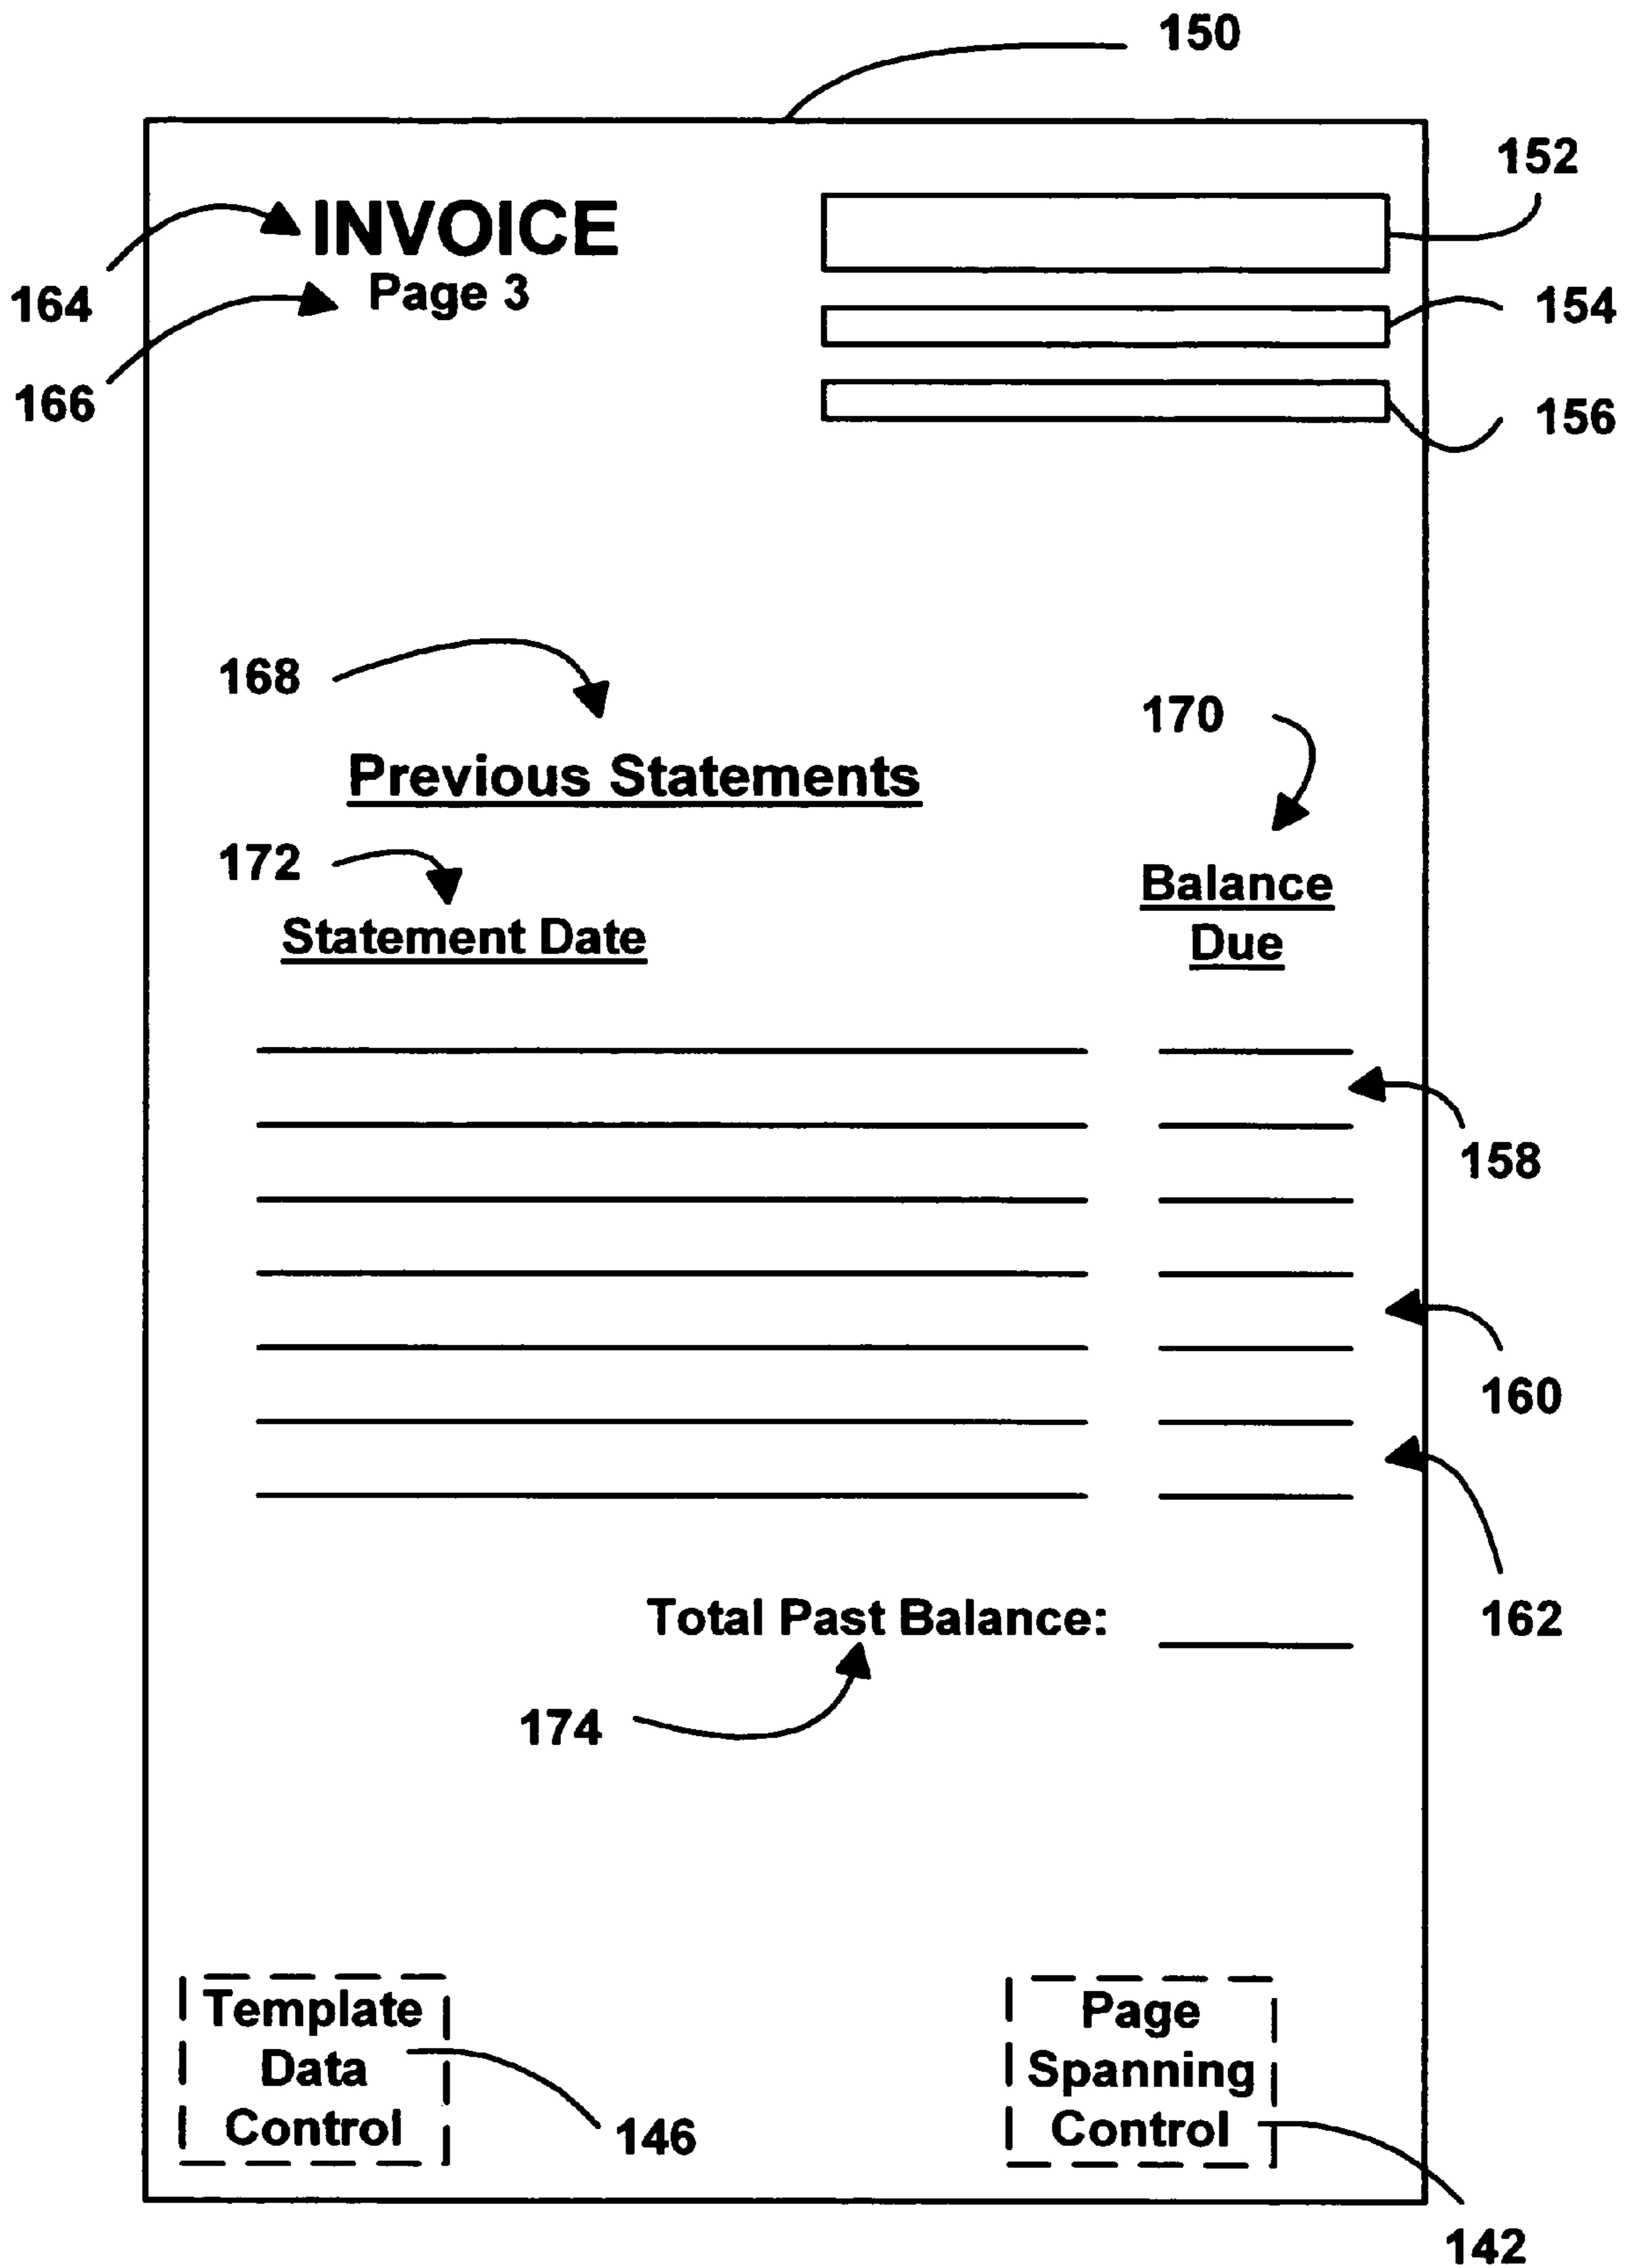 150
152
INVOICE
164
Page 3
154
166
156
168
170
Previous Statements
172
Balance
Due
Statement Date
158
160
162
Total Past Balance:
174
Template
Data
Control
146
Page
Spanning
Control
142